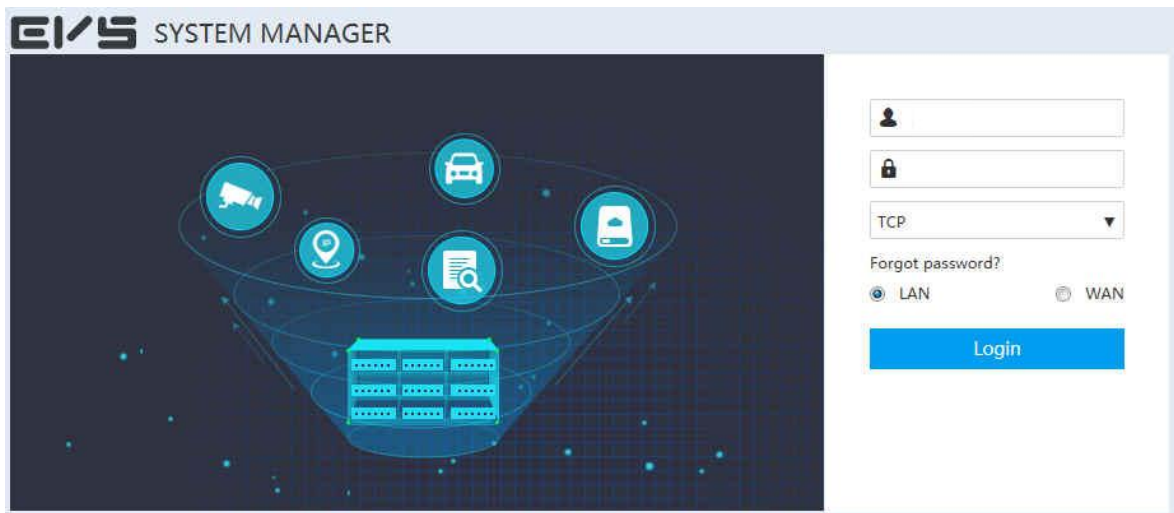 EVS SYSTEM MANAGER
TCP
Forgot password?
LAN WAN
Login